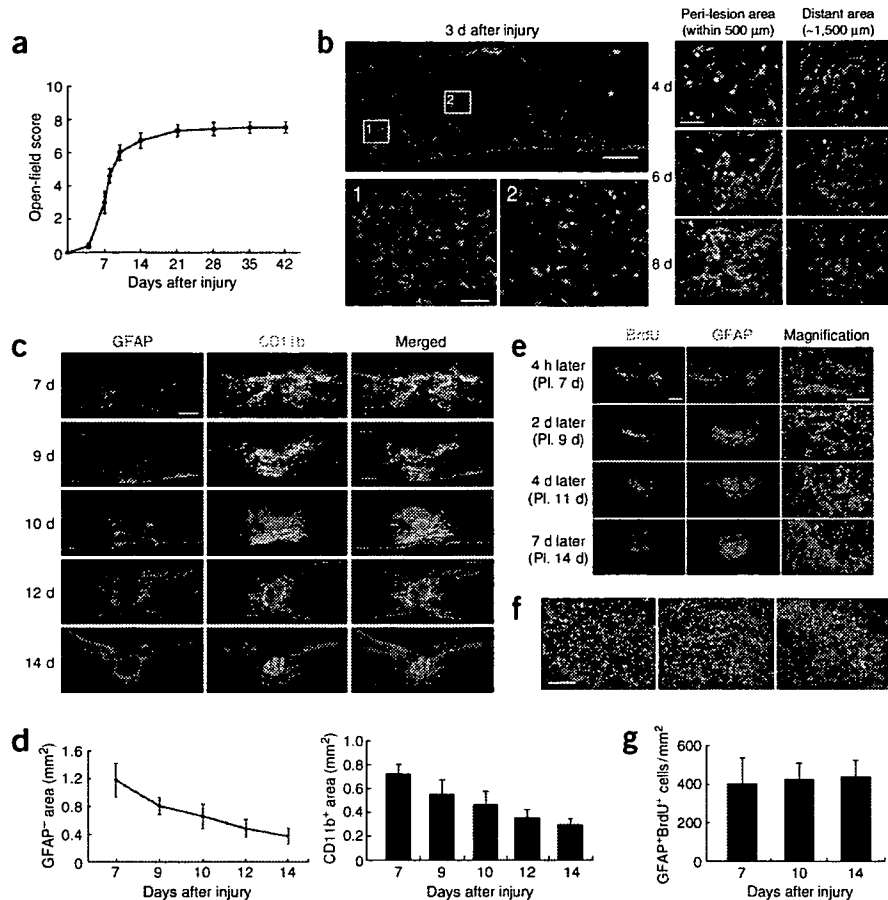 a
Open-field score
10
8
6
4
2
0
7 14 21 28 35 42
Days after injury
b
3 d after injury
1
2
*
1
2
Peri-lesion area
(within 500 μm)
Distant area
(~1,500 μm)
4 d
6 d
8 d
c
GFAP
CD11b
Merged
7 d
9 d
10 d
12 d
14 d
e
BrdU
GFAP
Magnification
4 h later
(PI. 7 d)
2 d later
(PI. 9 d)
4 d later
(PI. 11 d)
7 d later
(PI. 14 d)
f
d
GFAP⁻ area (mm²)
1.6
1.2
0.8
0.4
0
7 9 10 12 14
Days after injury
CD11b⁺ area (mm²)
1.0
0.8
0.6
0.4
0.2
0
7 9 10 12 14
Days after injury
g
GFAP⁺BrdU⁺ cells/mm²
600
400
200
0
7 10 14
Days after injury